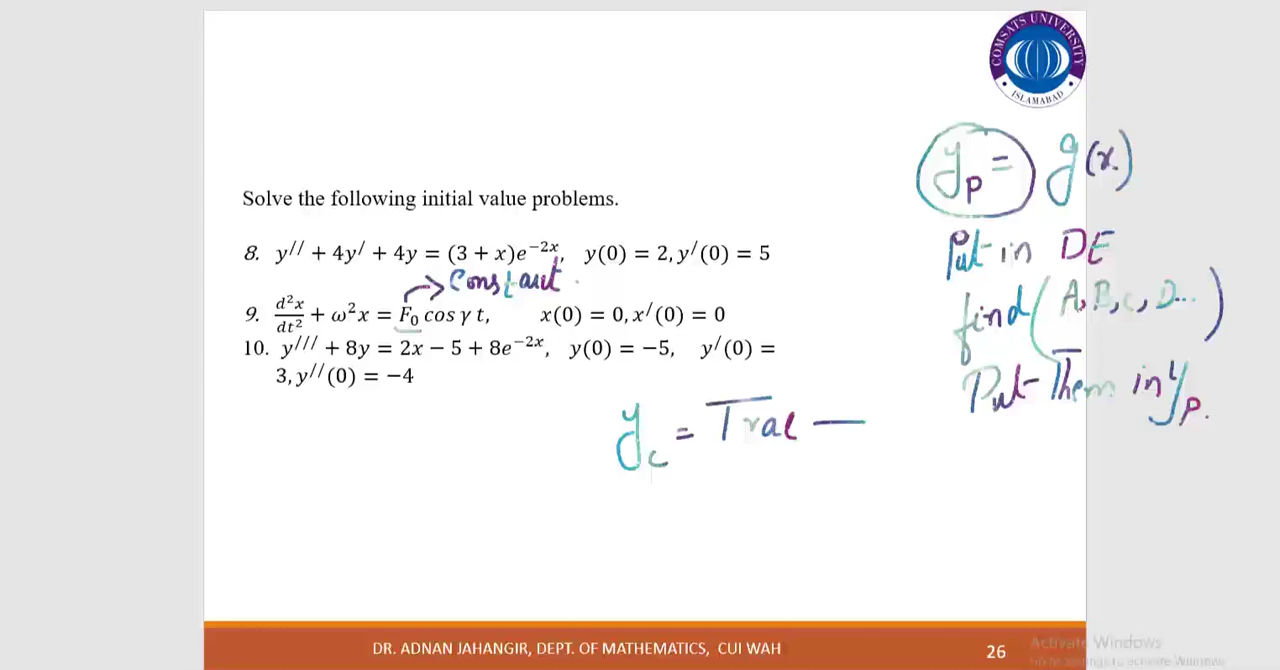 COMSATS UNIVERSITY
ISLAMABAD
y_p = g(x)
Solve the following initial value problems.
Put in DE
8. y// + 4y/ + 4y = (3 + x)e^{-2x}, y(0) = 2, y/(0) = 5
Constant
find (A, B, C, D...)
9. d²x/dt² + ω²x = F₀ cos γ t, x(0) = 0, x/(0) = 0
10. y/// + 8y = 2x − 5 + 8e^{-2x}, y(0) = −5, y/(0) =
3, y//(0) = −4
Put Them in y_p.
y_c =
DR. ADNAN JAHANGIR, DEPT. OF MATHEMATICS, CUI WAH
26
Activate Windows